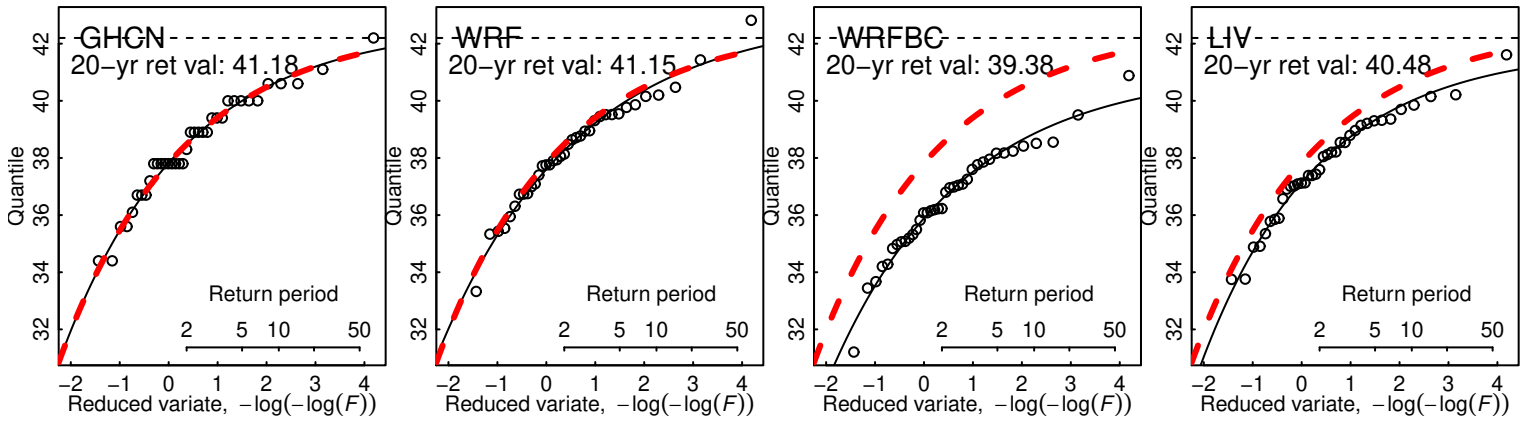 GHCN
20−yr ret val: 41.18
Quantile
42
40
38
36
34
32
Return period
2 5 10 50
−2 −1 0 1 2 3 4
Reduced variate, −log(−log(F))
WRF
20−yr ret val: 41.15
Quantile
42
40
38
36
34
32
Return period
2 5 10 50
−2 −1 0 1 2 3 4
Reduced variate, −log(−log(F))
WRFBC
20−yr ret val: 39.38
Quantile
42
40
38
36
34
32
Return period
2 5 10 50
−2 −1 0 1 2 3 4
Reduced variate, −log(−log(F))
LIV
20−yr ret val: 40.48
Quantile
42
40
38
36
34
32
Return period
2 5 10 50
−2 −1 0 1 2 3 4
Reduced variate, −log(−log(F))